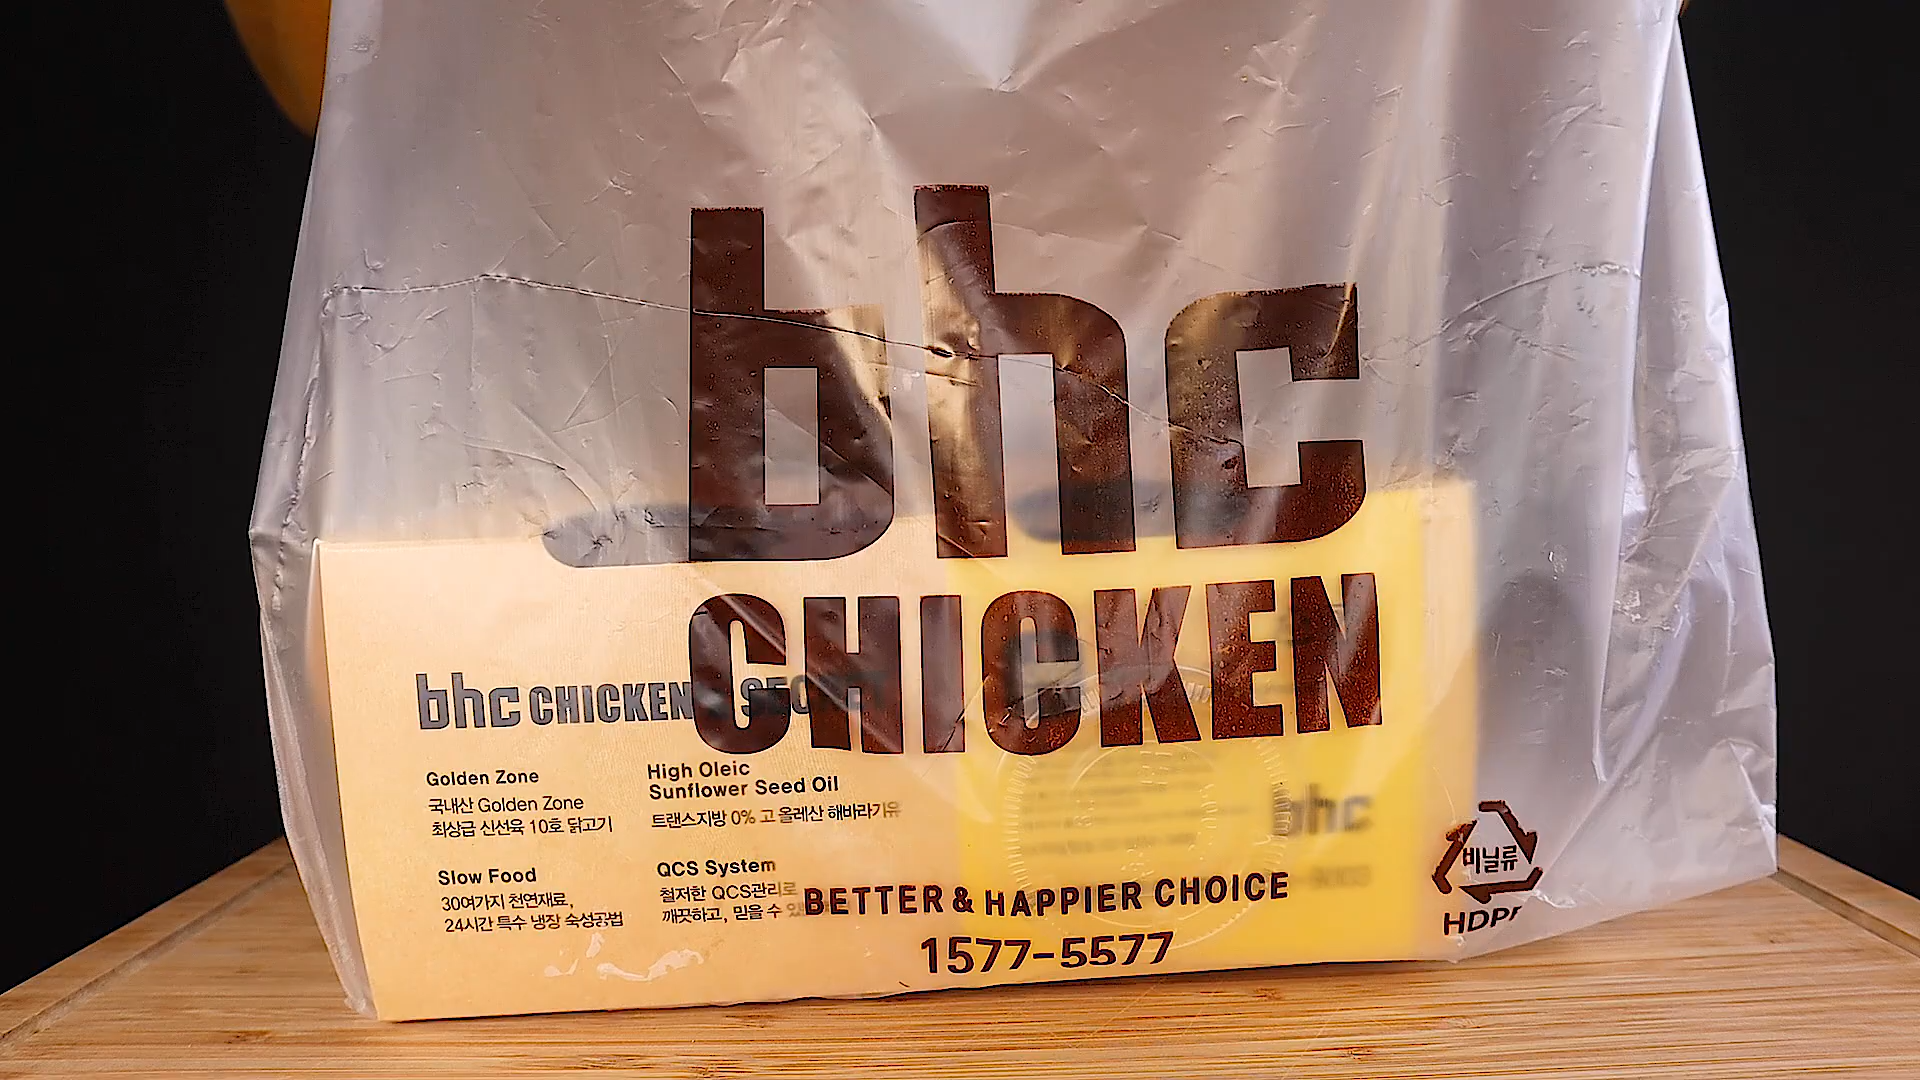 bhc
CHICKEN
bhc CHICKEN
Golden Zone
국내산 Golden Zone
최상급 신선육 10호 닭고기
High Oleic
Sunflower Seed Oil
트랜스지방 0% 고 올레산 해바라기유
Slow Food
30여가지 천연재료,
24시간 특수 냉장 숙성공법
QCS System
철저한 QCS관리로
깨끗하고, 믿을 수
bhc
BETTER & HAPPIER CHOICE
1577-5577
비닐류
HDPE